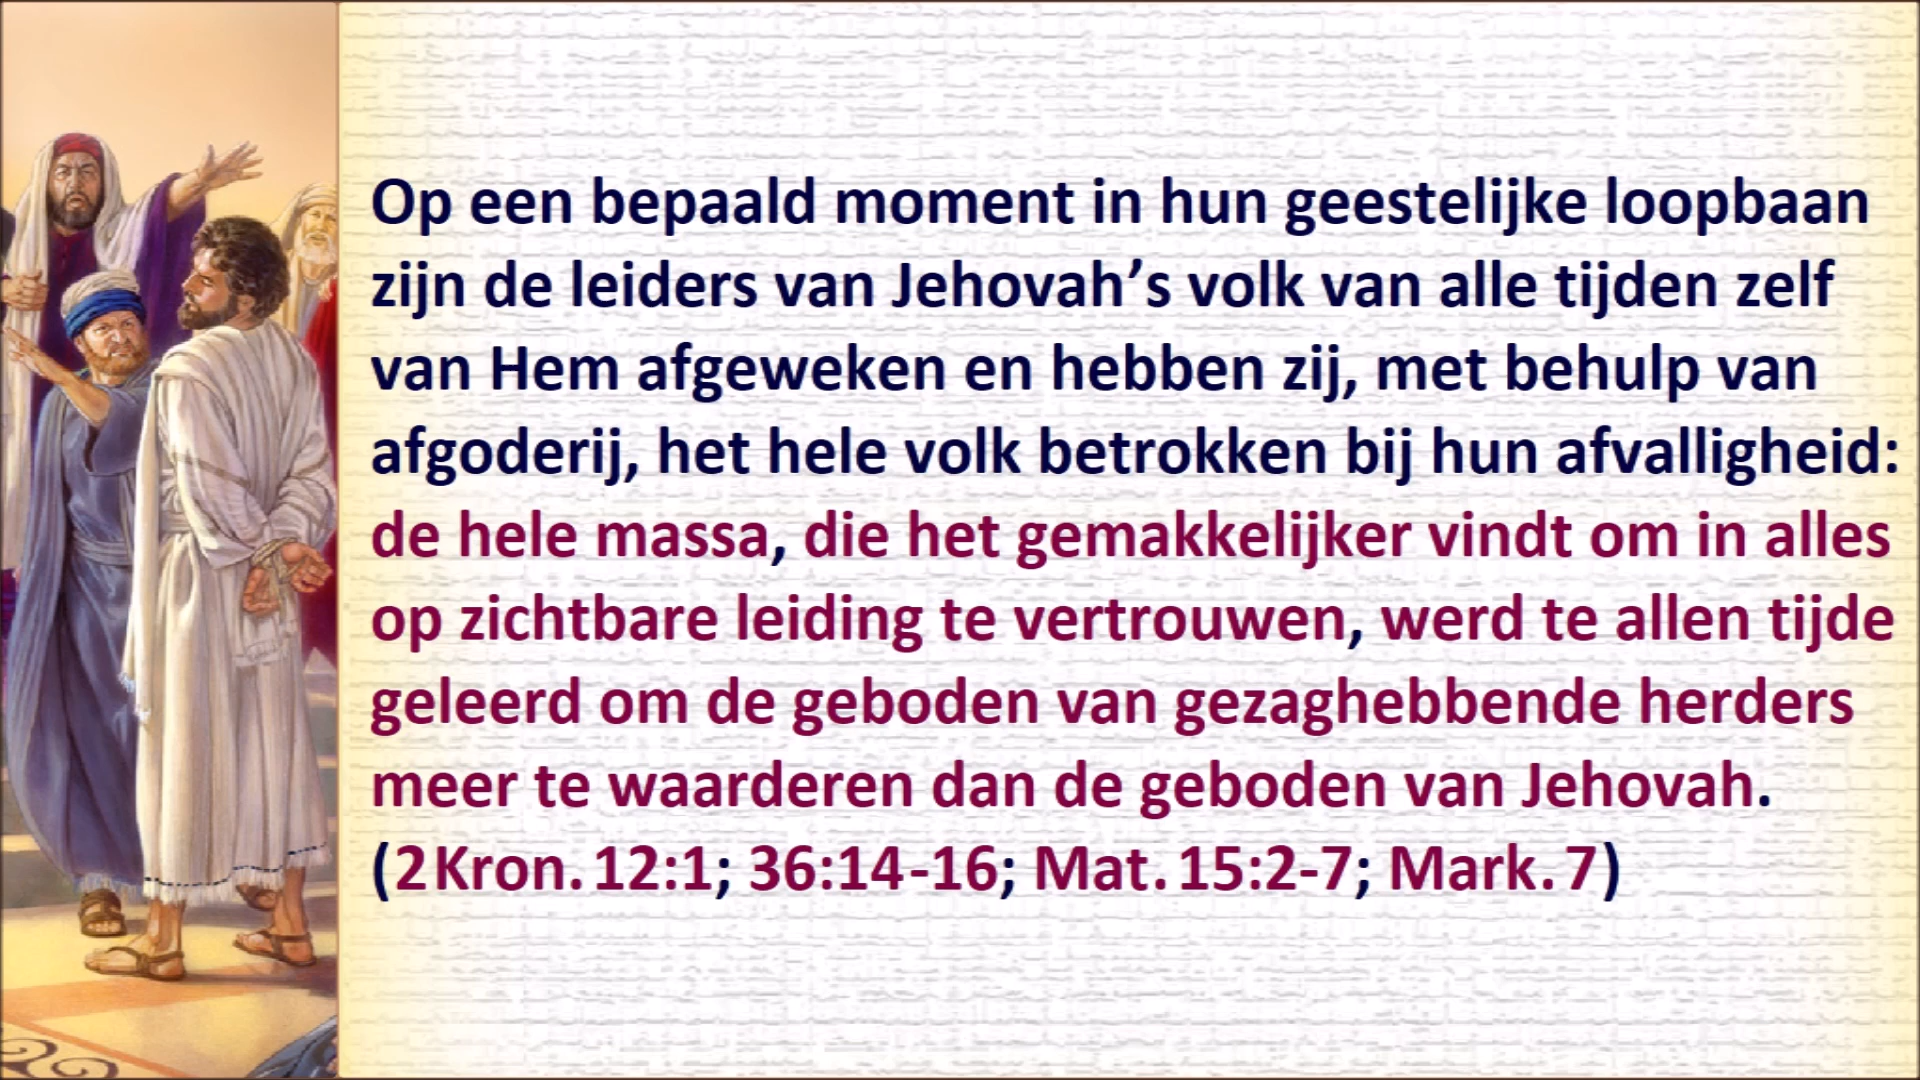 Op een bepaald moment in hun geestelijke loopbaan
zijn de leiders van Jehovah’s volk van alle tijden zelf
van Hem afgeweken en hebben zij, met behulp van
afgoderij, het hele volk betrokken bij hun afvalligheid:
de hele massa, die het gemakkelijker vindt om in alles
op zichtbare leiding te vertrouwen, werd te allen tijde
geleerd om de geboden van gezaghebbende herders
meer te waarderen dan de geboden van Jehovah.
(2 Kron. 12:1; 36:14-16; Mat. 15:2-7; Mark. 7)